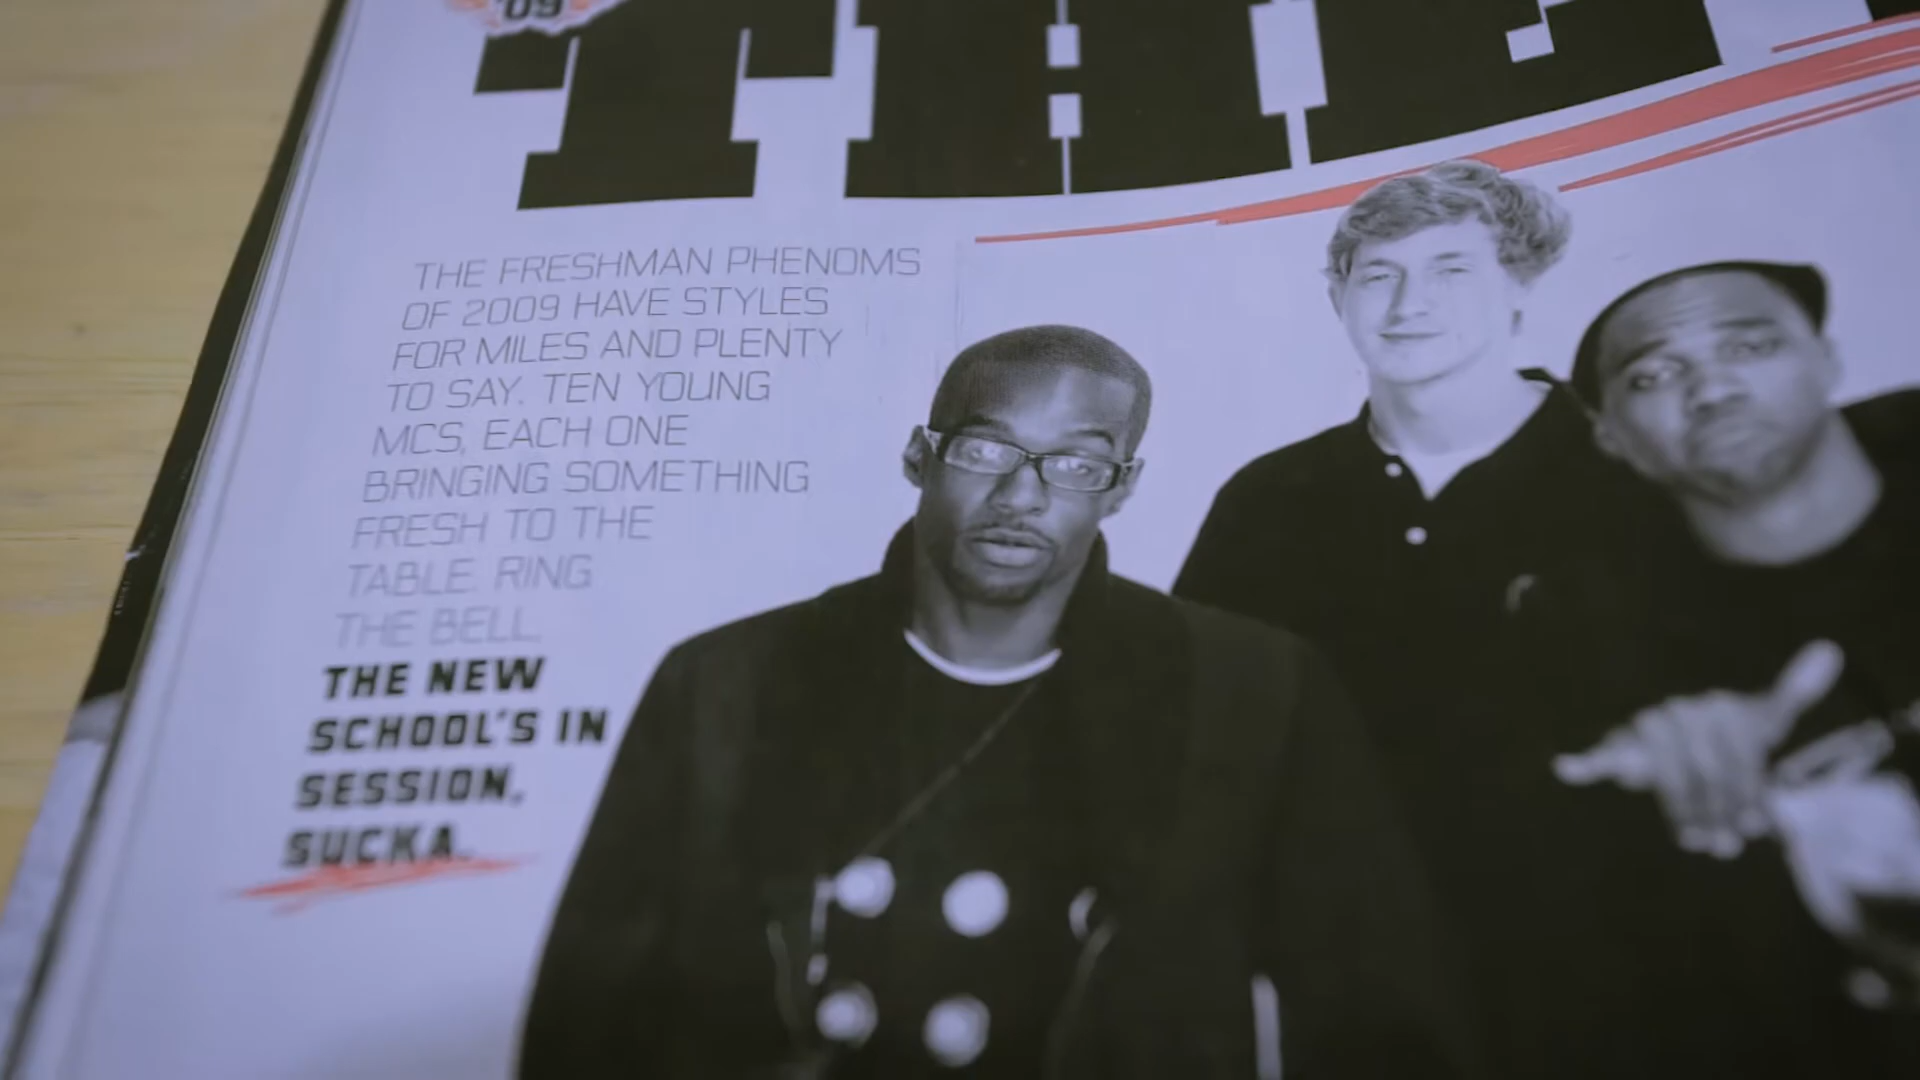 '09
THE
THE FRESHMAN PHENOMS
OF 2009 HAVE STYLES
FOR MILES AND PLENTY
TO SAY. TEN YOUNG
MCS, EACH ONE
BRINGING SOMETHING
FRESH TO THE
TABLE. RING
THE BELL.
THE NEW
SCHOOL'S IN
SESSION,
SUCKA.